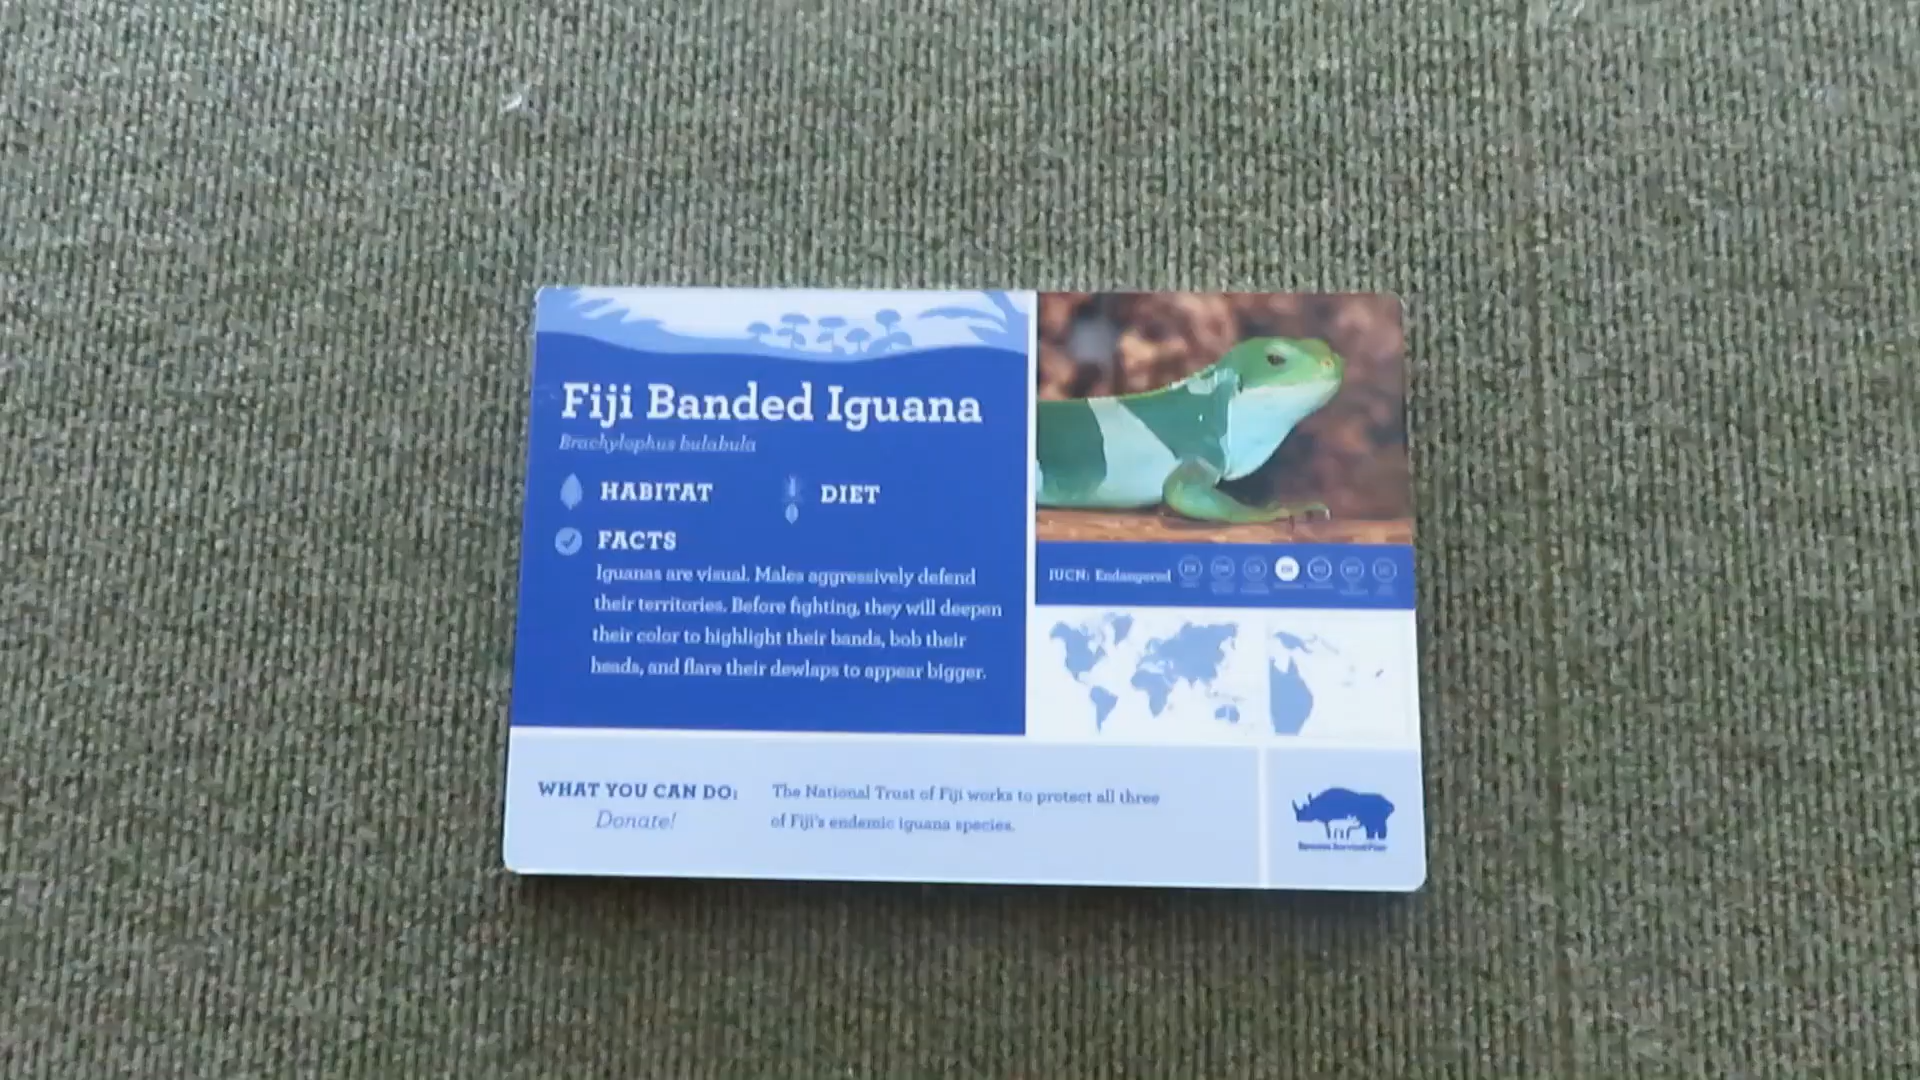 Fiji Banded Iguana
Brachylophus bulabula
HABITAT
DIET
FACTS
Iguanas are visual. Males aggressively defend
their territories. Before fighting, they will deepen
their color to highlight their bands, bob their
heads, and flare their dewlaps to appear bigger.
IUCN: Endangered
WHAT YOU CAN DO:
Donate!
The National Trust of Fiji works to protect all three
of Fiji's endemic iguana species.
Species Survival Plan